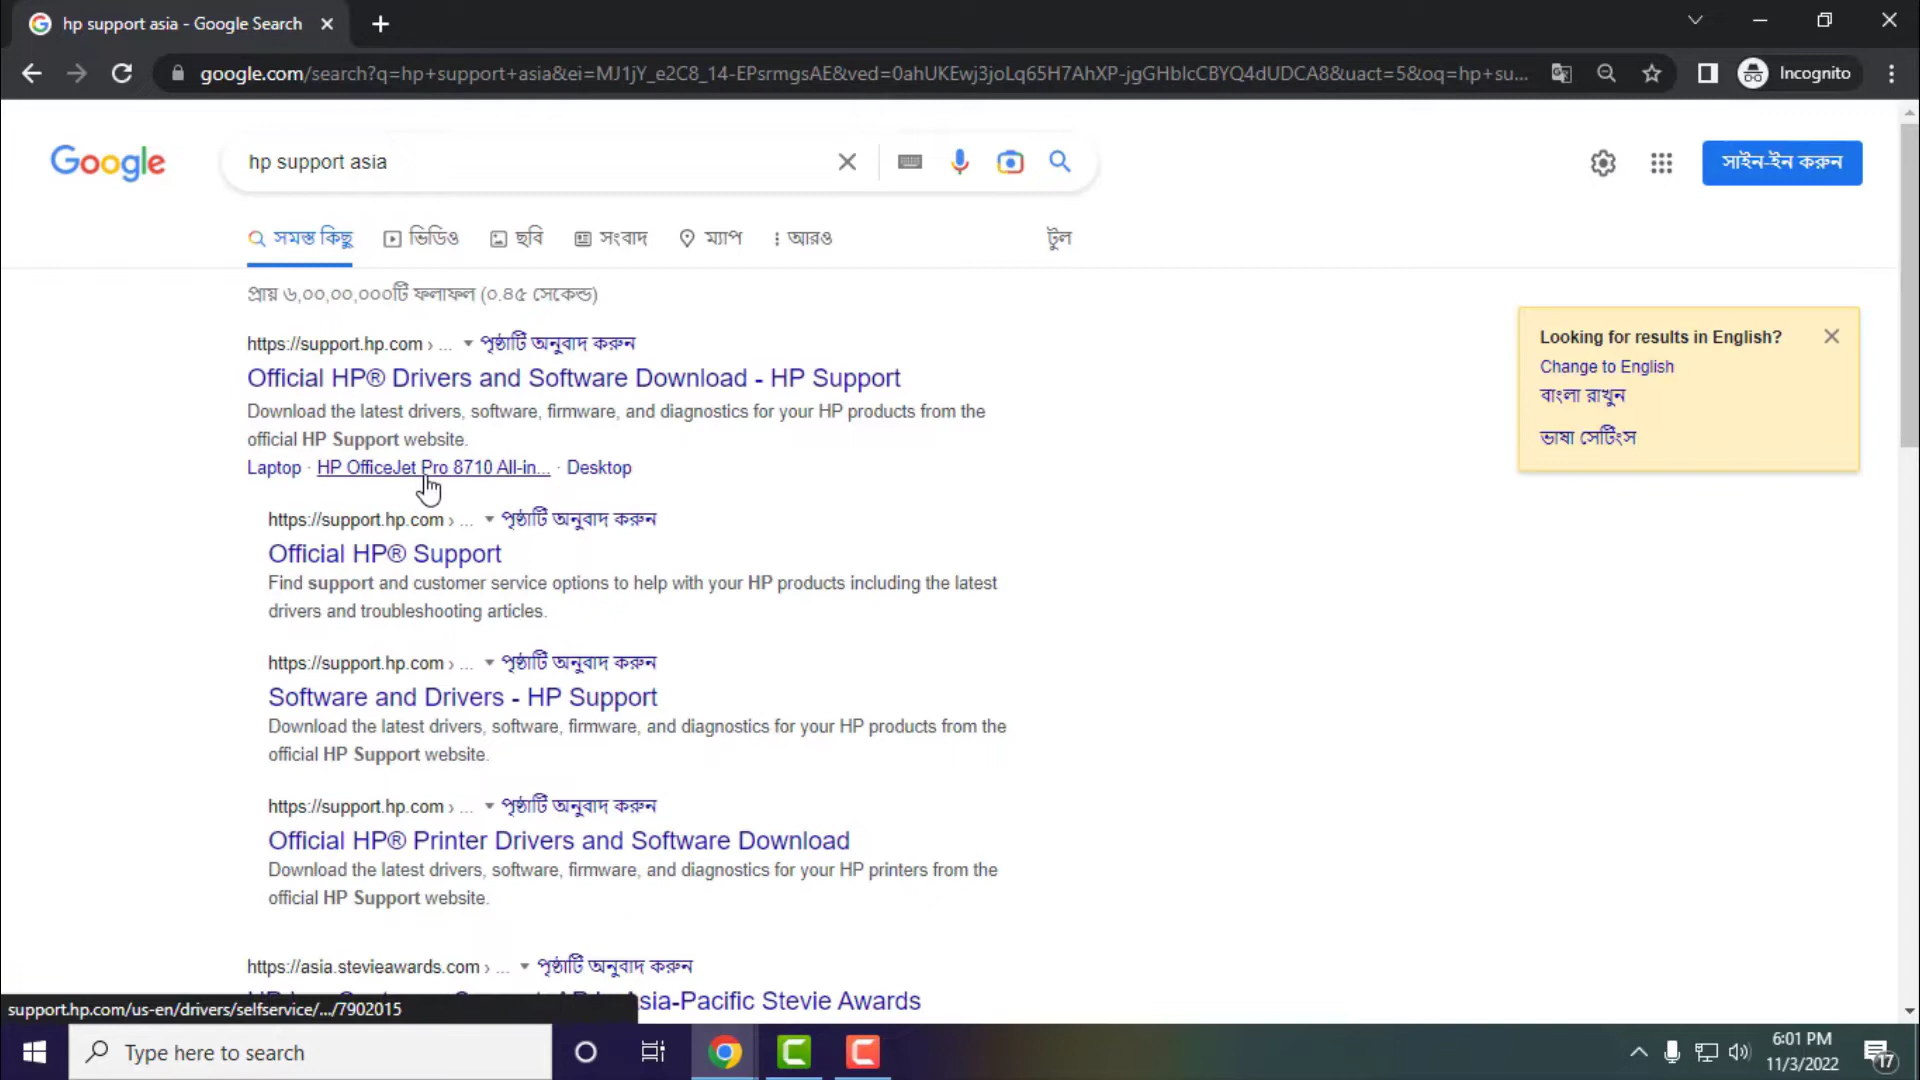 hp support asia - Google Search
google.com/search?q=hp+support+asia&ei=MJ1jY_e2C8_14-EPsrmgsAE&ved=0ahUKEwj3joLq65H7AhXP-jgGHbIcCBYQ4dUDCA8&uact=5&oq=hp+su...
Incognito
Google
hp support asia
সাইন-ইন করুন
সমস্ত কিছু ভিডিও ছবি সংবাদ ম্যাপ আরও টুল
প্রায় ৬,০০,০০,০০০টি ফলাফল (০.৪৫ সেকেন্ড)
https://support.hp.com › ... পৃষ্ঠাটি অনুবাদ করুন
Official HP® Drivers and Software Download - HP Support
Download the latest drivers, software, firmware, and diagnostics for your HP products from the
official HP Support website.
Laptop · HP OfficeJet Pro 8710 All-in... · Desktop
https://support.hp.com › ... পৃষ্ঠাটি অনুবাদ করুন
Official HP® Support
Find support and customer service options to help with your HP products including the latest
drivers and troubleshooting articles.
https://support.hp.com › ... পৃষ্ঠাটি অনুবাদ করুন
Software and Drivers - HP Support
Download the latest drivers, software, firmware, and diagnostics for your HP products from the
official HP Support website.
https://support.hp.com › ... পৃষ্ঠাটি অনুবাদ করুন
Official HP® Printer Drivers and Software Download
Download the latest drivers, software, firmware, and diagnostics for your HP printers from the
official HP Support website.
https://asia.stevieawards.com › ... পৃষ্ঠাটি অনুবাদ করুন
Asia-Pacific Stevie Awards
Looking for results in English?
Change to English
বাংলা রাখুন
ভাষা সেটিংস
support.hp.com/us-en/drivers/selfservice/.../7902015
Type here to search
6:01 PM
11/3/2022
17